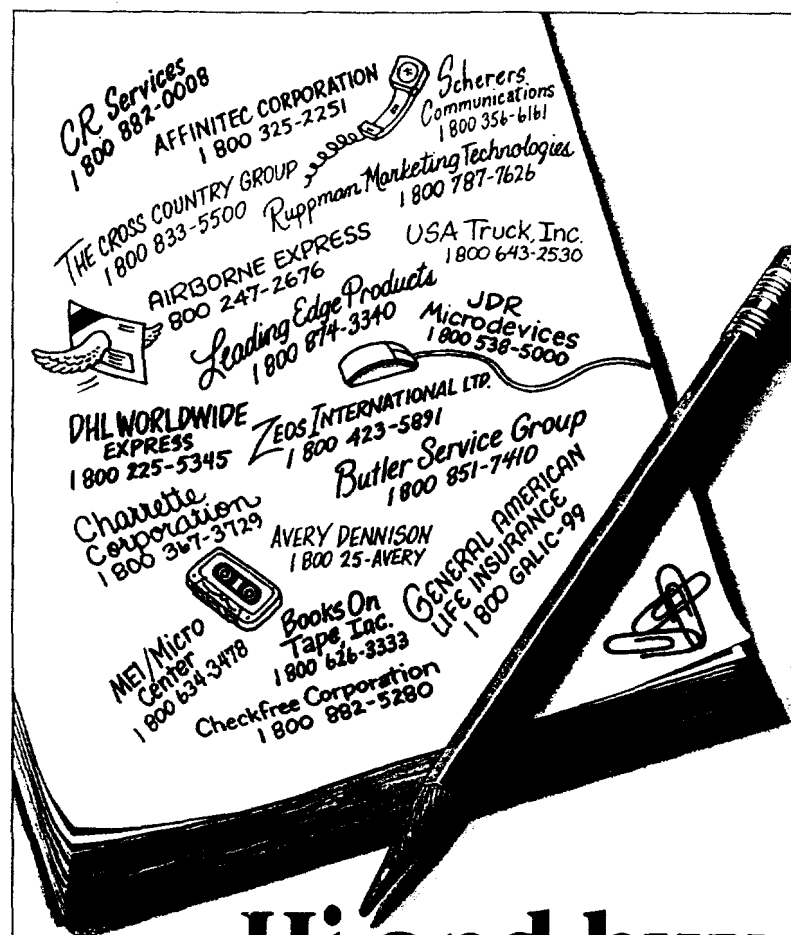 CR Services
1 800 882-0008
AFFINITEC CORPORATION
1 800 325-2251
Scherers
Communications
1 800 356-6161
THE CROSS COUNTRY GROUP
1 800 833-5500
Ruppman Marketing Technologies
1 800 787-7626
AIRBORNE EXPRESS
800 247-2676
USA Truck, Inc.
1 800 643-2530
Leading Edge Products
1 800 874-3340
JDR
Microdevices
1 800 538-5000
DHL WORLDWIDE
EXPRESS
1 800 225-5345
ZEOS INTERNATIONAL LTD.
1 800 423-5891
Butler Service Group
1 800 851-7410
Charrette
Corporation
1 800 367-3729
AVERY DENNISON
1 800 25-AVERY
GENERAL AMERICAN
LIFE INSURANCE
1 800 GALIC-99
MEI/Micro
Center
1 800 634-3478
Books On
Tape, Inc.
1 800 626-3333
Checkfree Corporation
1 800 882-5280